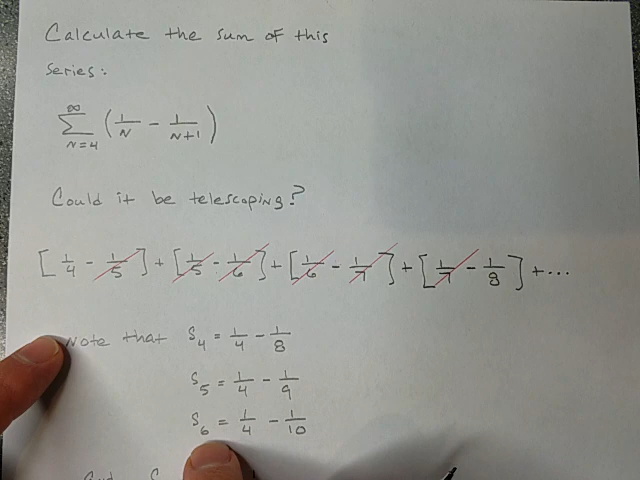 Calculate the sum of this
series:
∞
∑ (1/N - 1/N+1)
N=4
Could it be telescoping?
[1/4 - 1/5] + [1/5 - 1/6] + [1/6 - 1/7] + [1/7 - 1/8] + ...
Note that S4 = 1/4 - 1/8
S5 = 1/4 - 1/9
S6 = 1/4 - 1/10